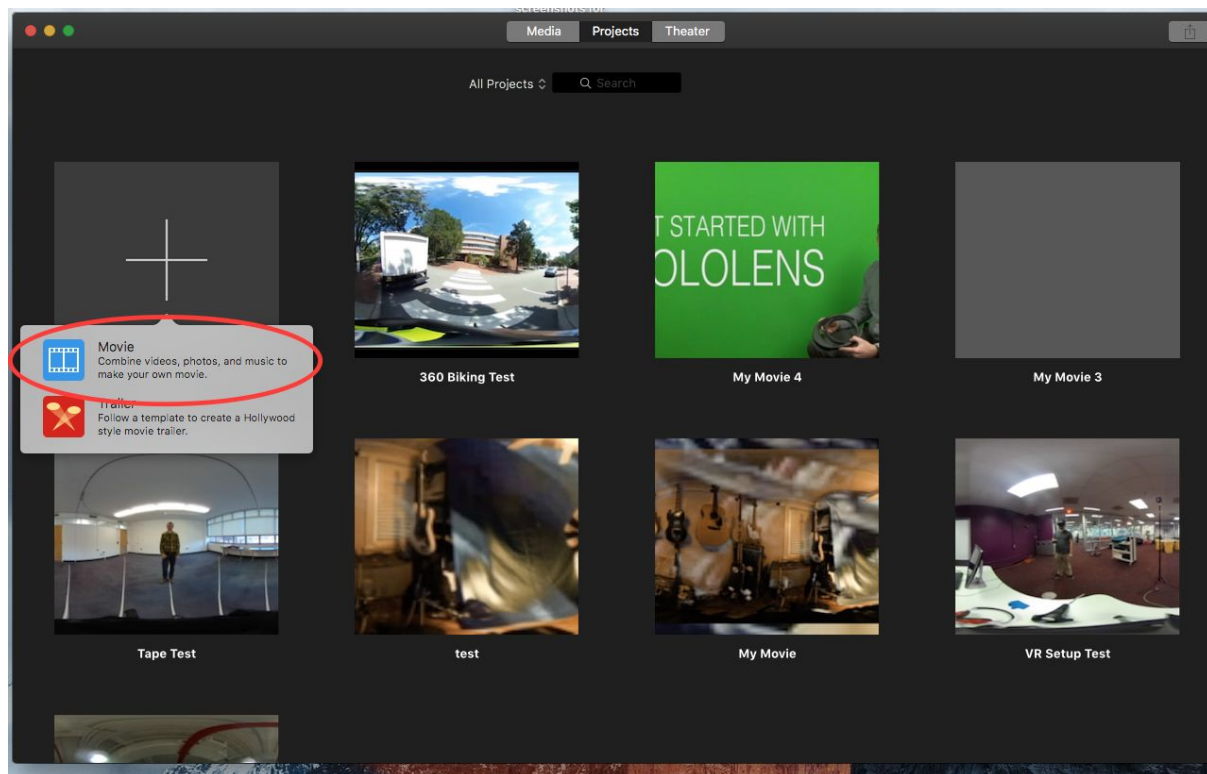 screenshots for
Media Projects Theater
All Projects Search
T STARTED WITH
OLOLENS
Movie
Combine videos, photos, and music to
make your own movie.
Trailer
Follow a template to create a Hollywood
style movie trailer.
360 Biking Test
My Movie 4
My Movie 3
Tape Test
test
My Movie
VR Setup Test